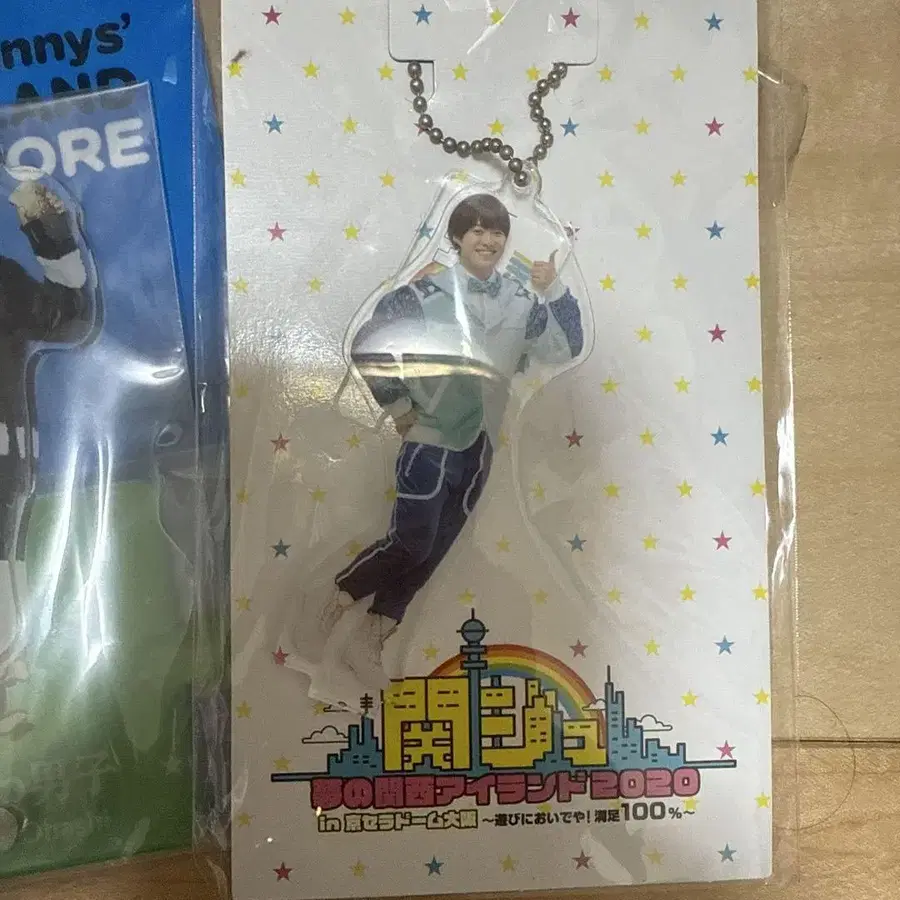 nnys'
AND
ORE
関ジュ
夢の関西アイランド2020
in 京セラドーム大阪 ~遊びにおいでや!満足100%~